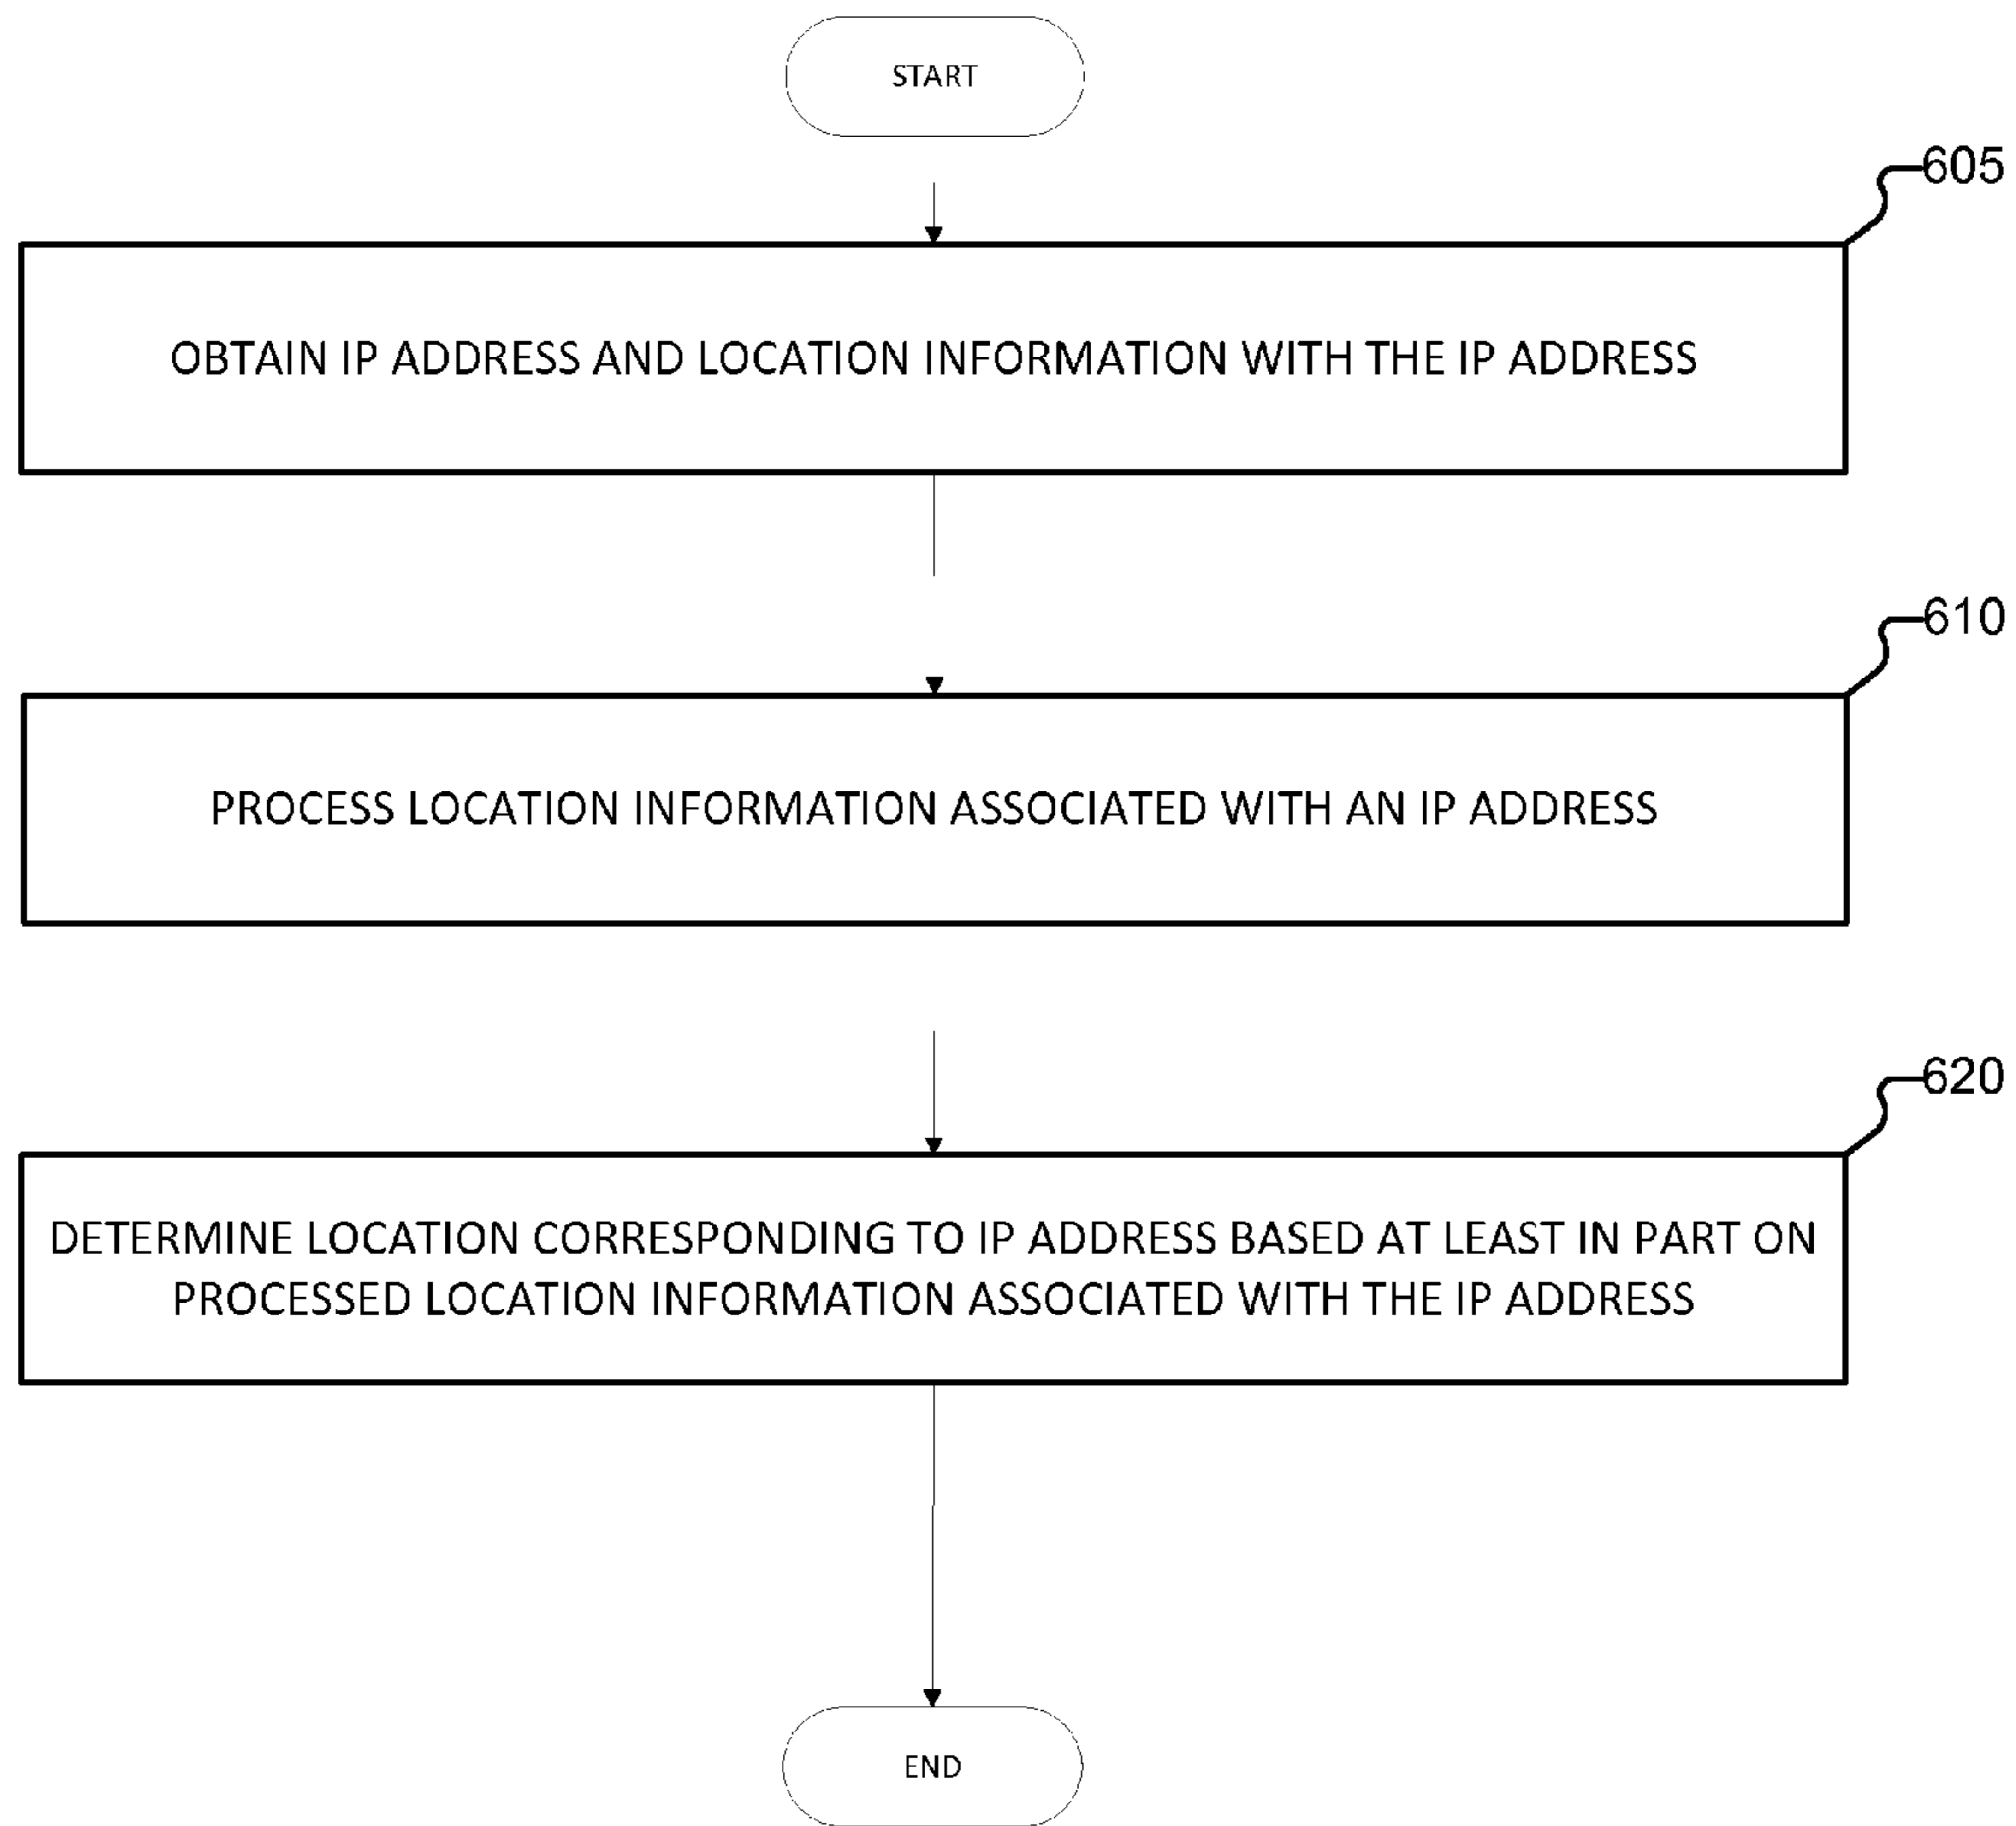 START
605
OBTAIN IP ADDRESS AND LOCATION INFORMATION WITH THE IP ADDRESS
610
PROCESS LOCATION INFORMATION ASSOCIATED WITH AN IP ADDRESS
620
DETERMINE LOCATION CORRESPONDING TO IP ADDRESS BASED AT LEAST IN PART ON
PROCESSED LOCATION INFORMATION ASSOCIATED WITH THE IP ADDRESS
END